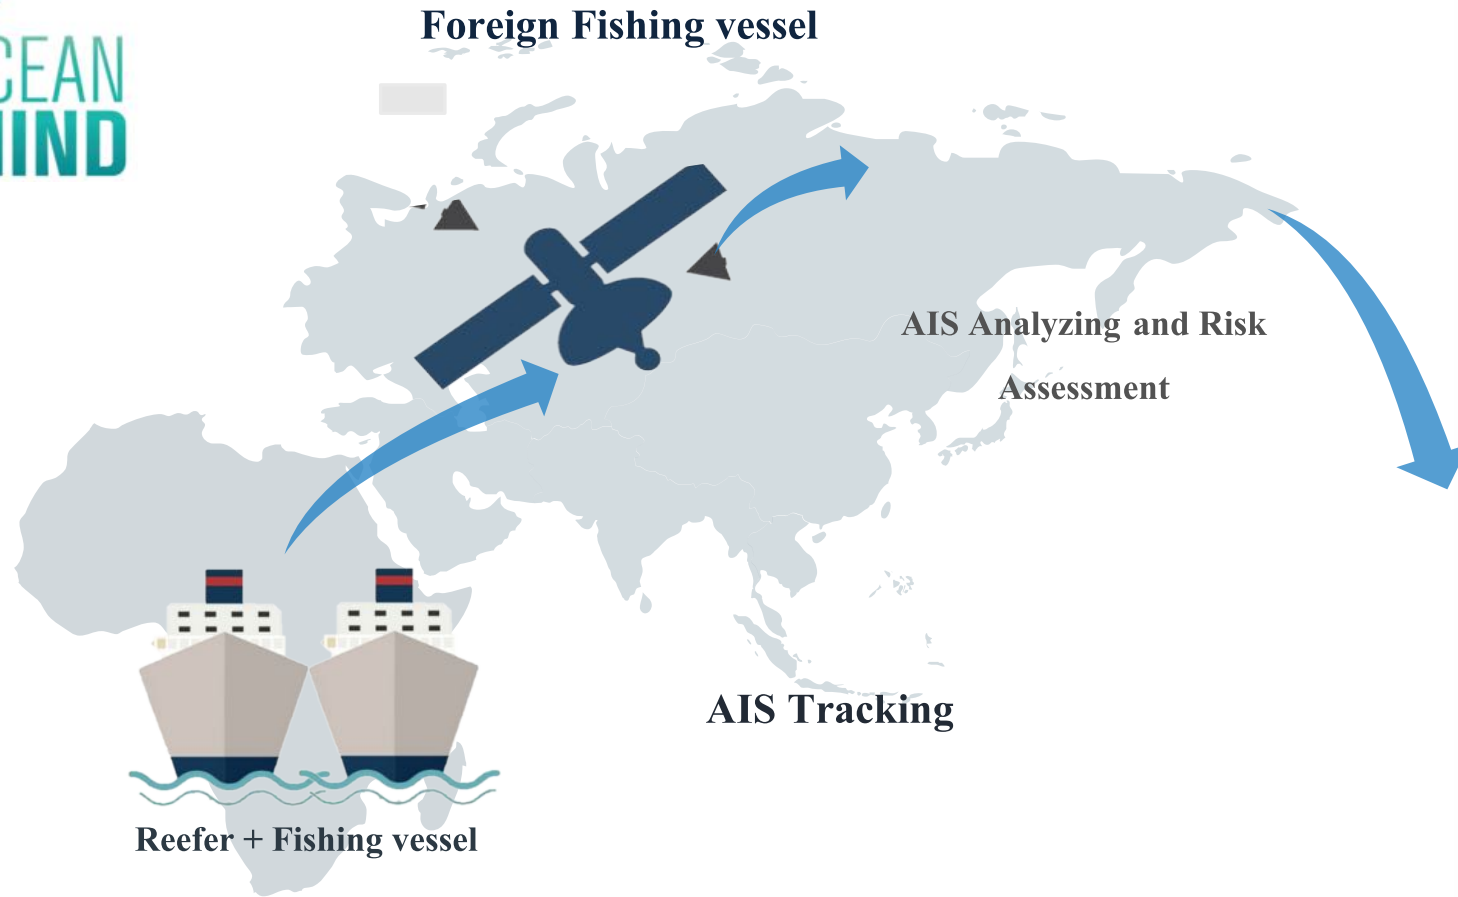 Foreign Fishing vessel
CEAN
IND
AIS Analyzing and Risk
Assessment
AIS Tracking
Reefer + Fishing vessel